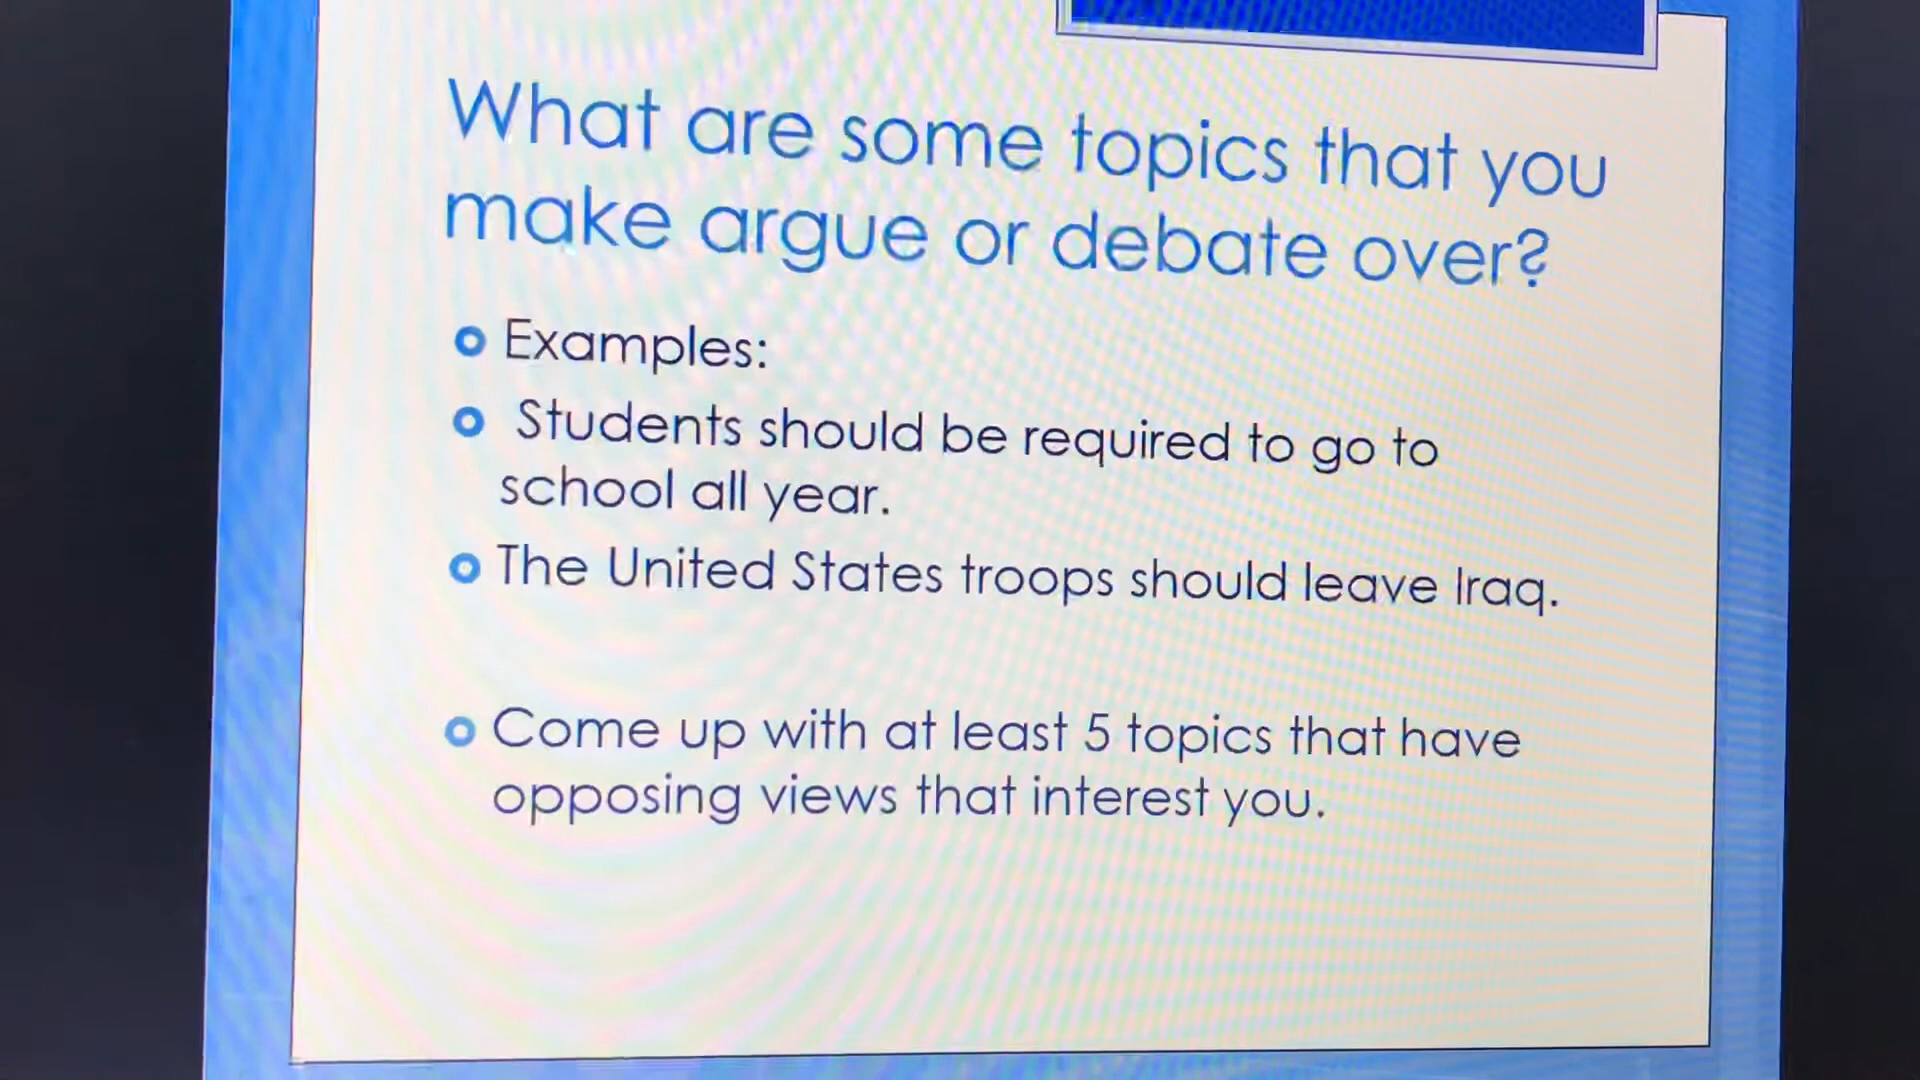 What are some topics that you
make argue or debate over?
Examples:
Students should be required to go to
school all year.
The United States troops should leave Iraq.
Come up with at least 5 topics that have
opposing views that interest you.